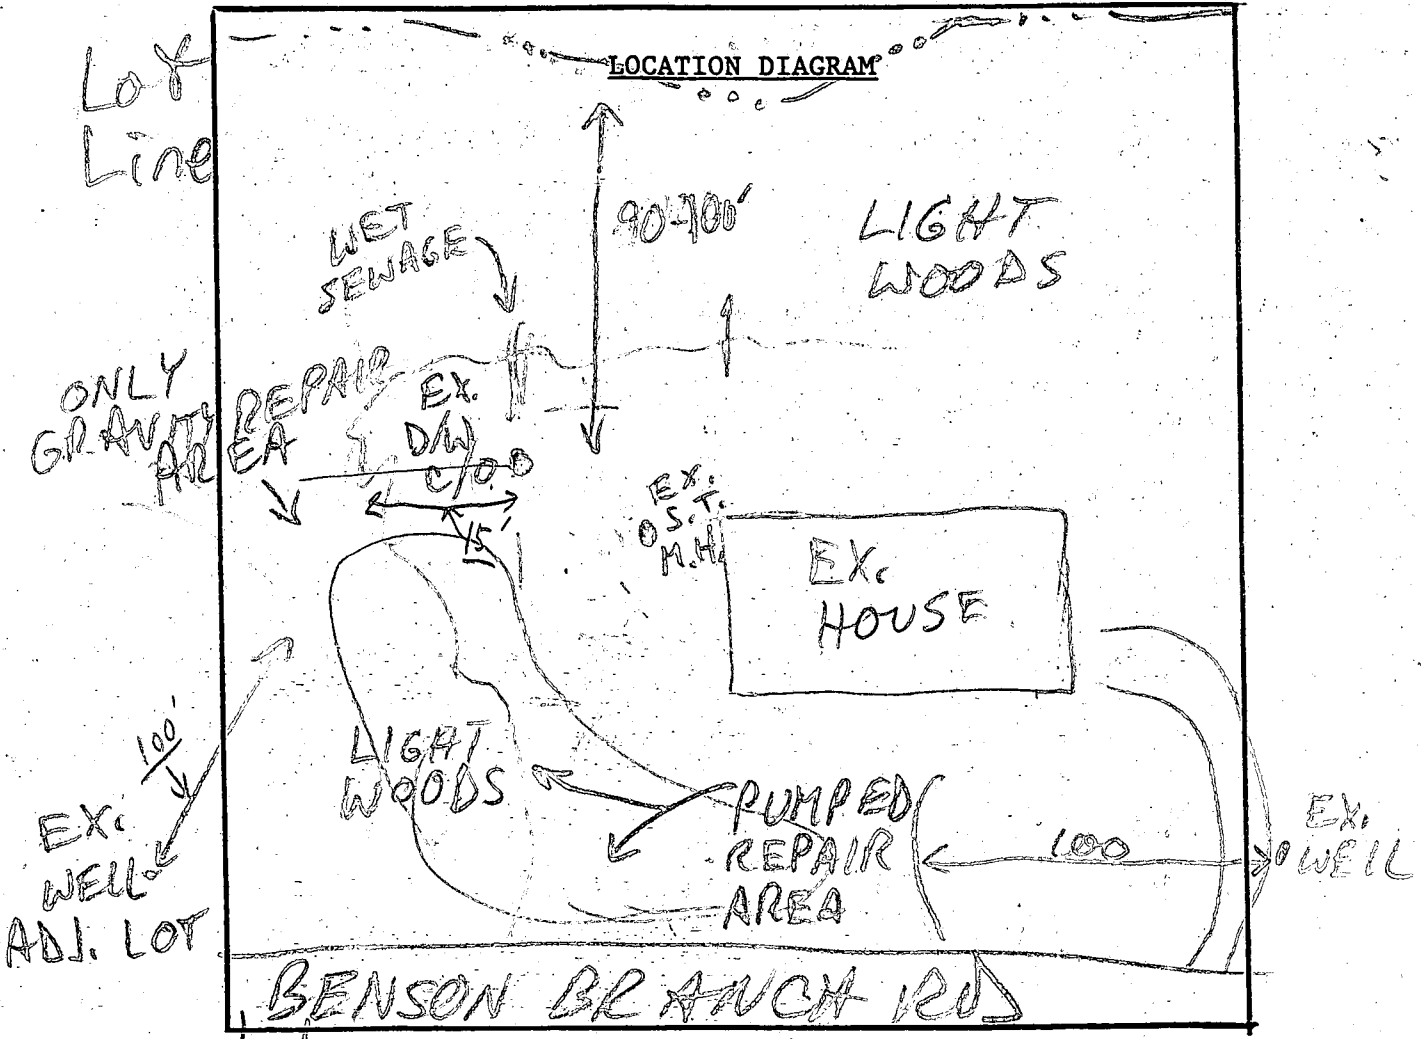 LOCATION DIAGRAM
Lot
Line
WET
SEWAGE
90-100'
LIGHT
WOODS
ONLY
GRAVITY REPAIR
AREA
EX.
D/W
C/O
15'
EX.
S.T.
M.H.
EX.
HOUSE
100'
LIGHT
WOODS
PUMPED
REPAIR
AREA
100
EX.
WELL
EX.
WELL
ADJ. LOT
BENSON BRANCH RD